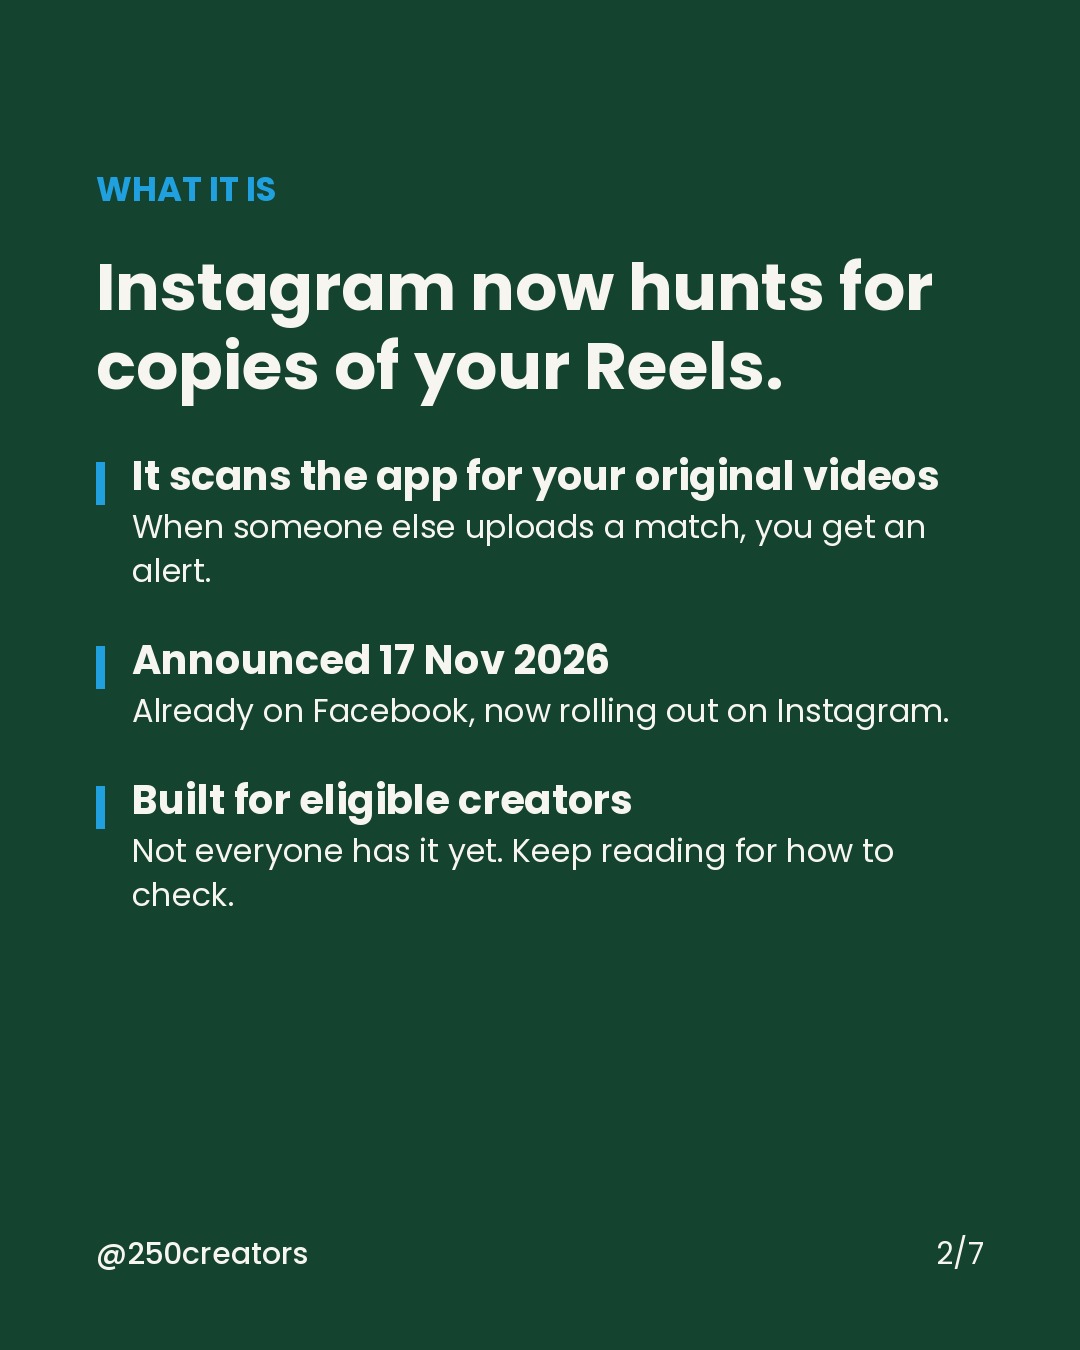 WHAT IT IS
Instagram now hunts for
copies of your Reels.
It scans the app for your original videos
When someone else uploads a match, you get an
alert.
Announced 17 Nov 2026
Already on Facebook, now rolling out on Instagram.
Built for eligible creators
Not everyone has it yet. Keep reading for how to
check.
@250creators
2/7